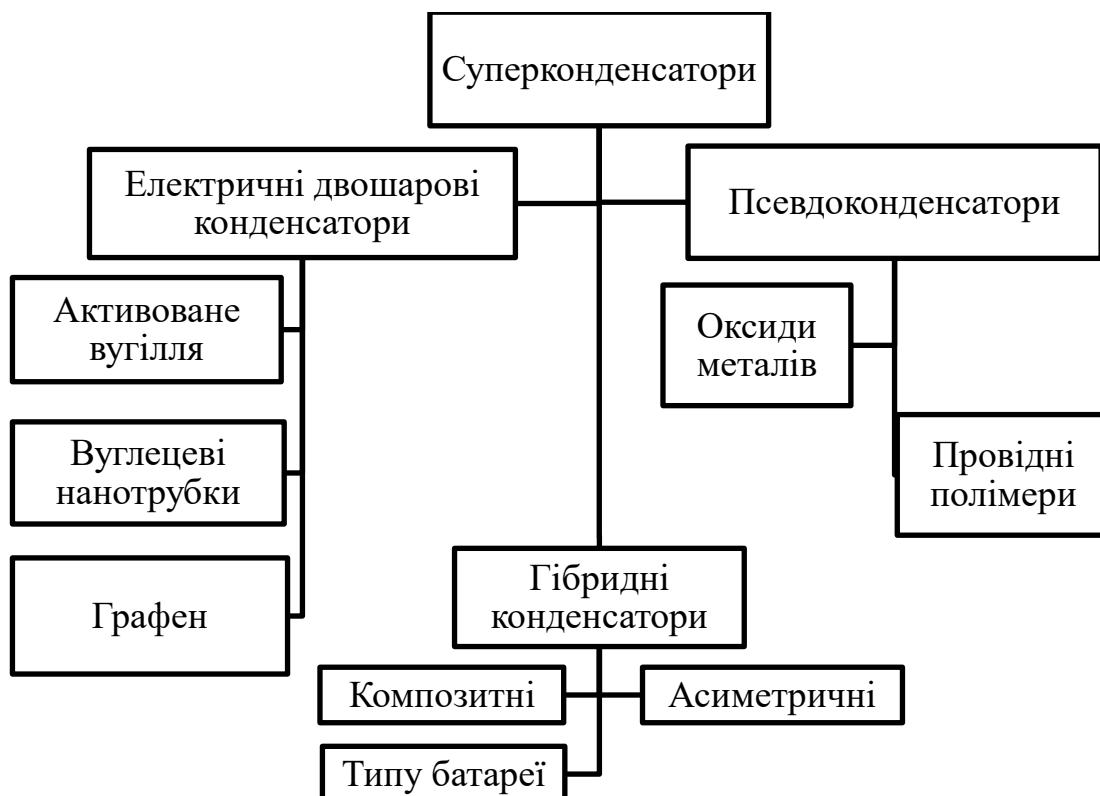 Суперконденсатори
Електричні двошарові
конденсатори
Псевдоконденсатори
Активоване
вугілля
Вуглецеві
нанотрубки
Графен
Оксиди
металів
Провідні
полімери
Гібридні
конденсатори
Композитні
Асиметричні
Типу батареї